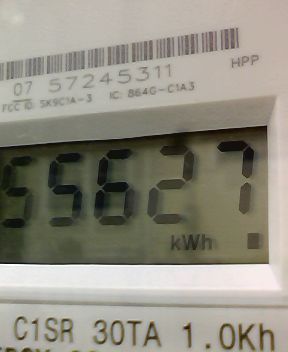 HPP
07 57245311
FCC ID: SK9C1A-3 IC: 864G-C1A3
55627
kWh
C1SR 30TA 1.0Kh